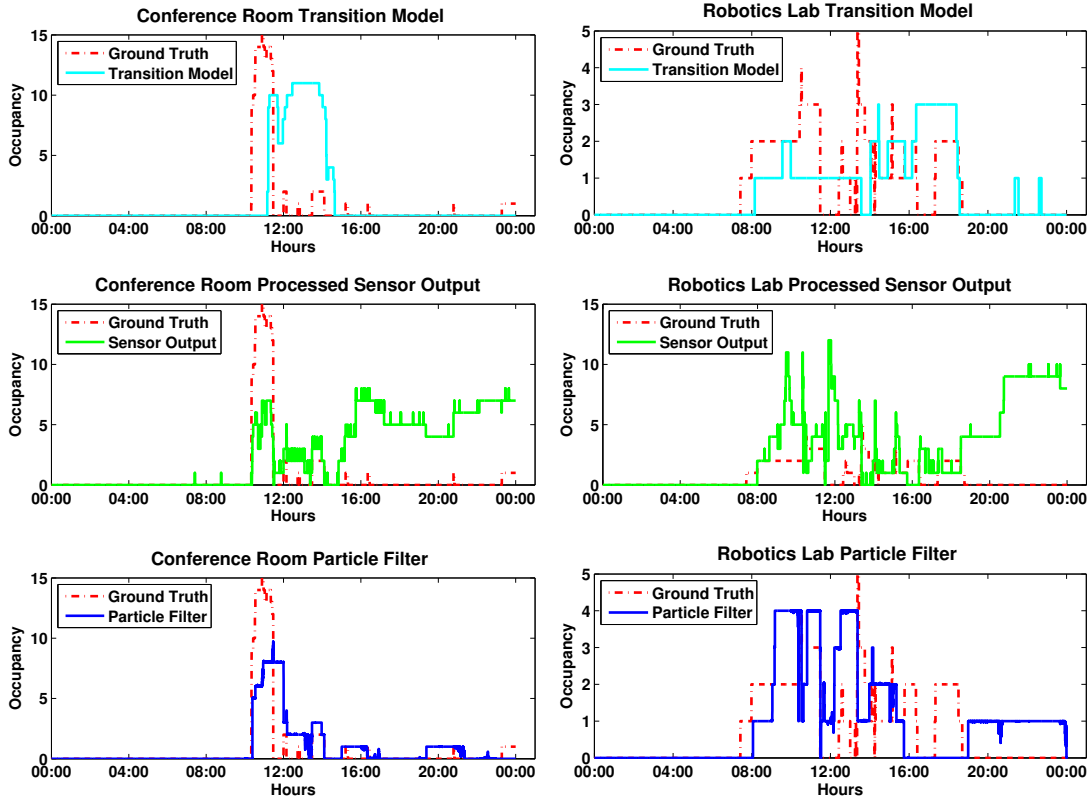 Conference Room Transition Model
15
10
5
0
Occupancy
Ground Truth
Transition Model
00:00 04:00 08:00 12:00 16:00 20:00 00:00
Hours
Robotics Lab Transition Model
5
4
3
2
1
0
Occupancy
Ground Truth
Transition Model
00:00 04:00 08:00 12:00 16:00 20:00 00:00
Hours
Conference Room Processed Sensor Output
15
10
5
0
Occupancy
Ground Truth
Sensor Output
00:00 04:00 08:00 12:00 16:00 20:00 00:00
Hours
Robotics Lab Processed Sensor Output
15
10
5
0
Occupancy
Ground Truth
Sensor Output
00:00 04:00 08:00 12:00 16:00 20:00 00:00
Hours
Conference Room Particle Filter
15
10
5
0
Occupancy
Ground Truth
Particle Filter
00:00 04:00 08:00 12:00 16:00 20:00 00:00
Hours
Robotics Lab Particle Filter
5
4
3
2
1
0
Occupancy
Ground Truth
Particle Filter
00:00 04:00 08:00 12:00 16:00 20:00 00:00
Hours